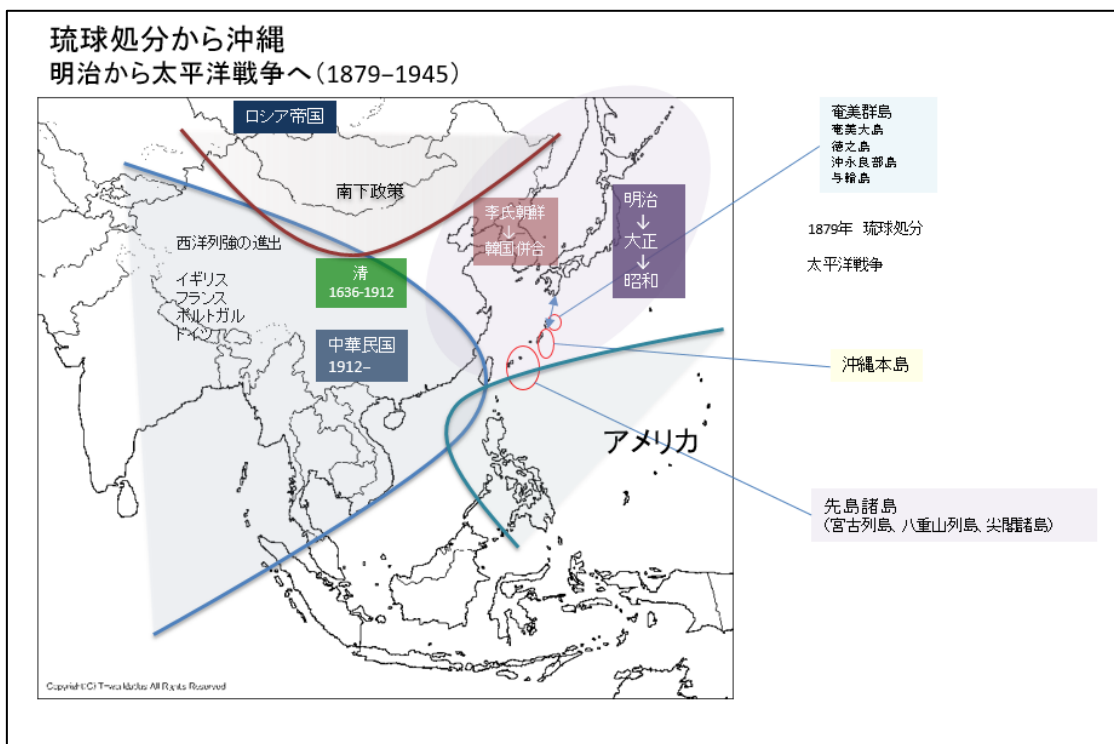 琉球処分から沖縄
明治から太平洋戦争へ（1879–1945）
ロシア帝国
南下政策
西洋列強の進出
イギリス
フランス
ポルトガル
ドイツ
清
1636-1912
中華民国
1912–
李氏朝鮮
↓
韓国併合
明治
↓
大正
↓
昭和
アメリカ
奄美群島
奄美大島
徳之島
沖永良部島
与輪島
1879年 琉球処分
太平洋戦争
沖縄本島
先島諸島
（宮古列島、八重山列島、尖閣諸島）
All Rights Reserved